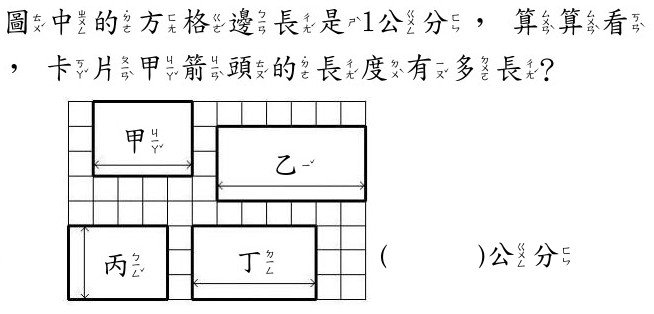 圖中的方格邊長是1公分，算算看
，卡片甲箭頭的長度有多長？
甲
乙
丙
丁
(　　　)公分